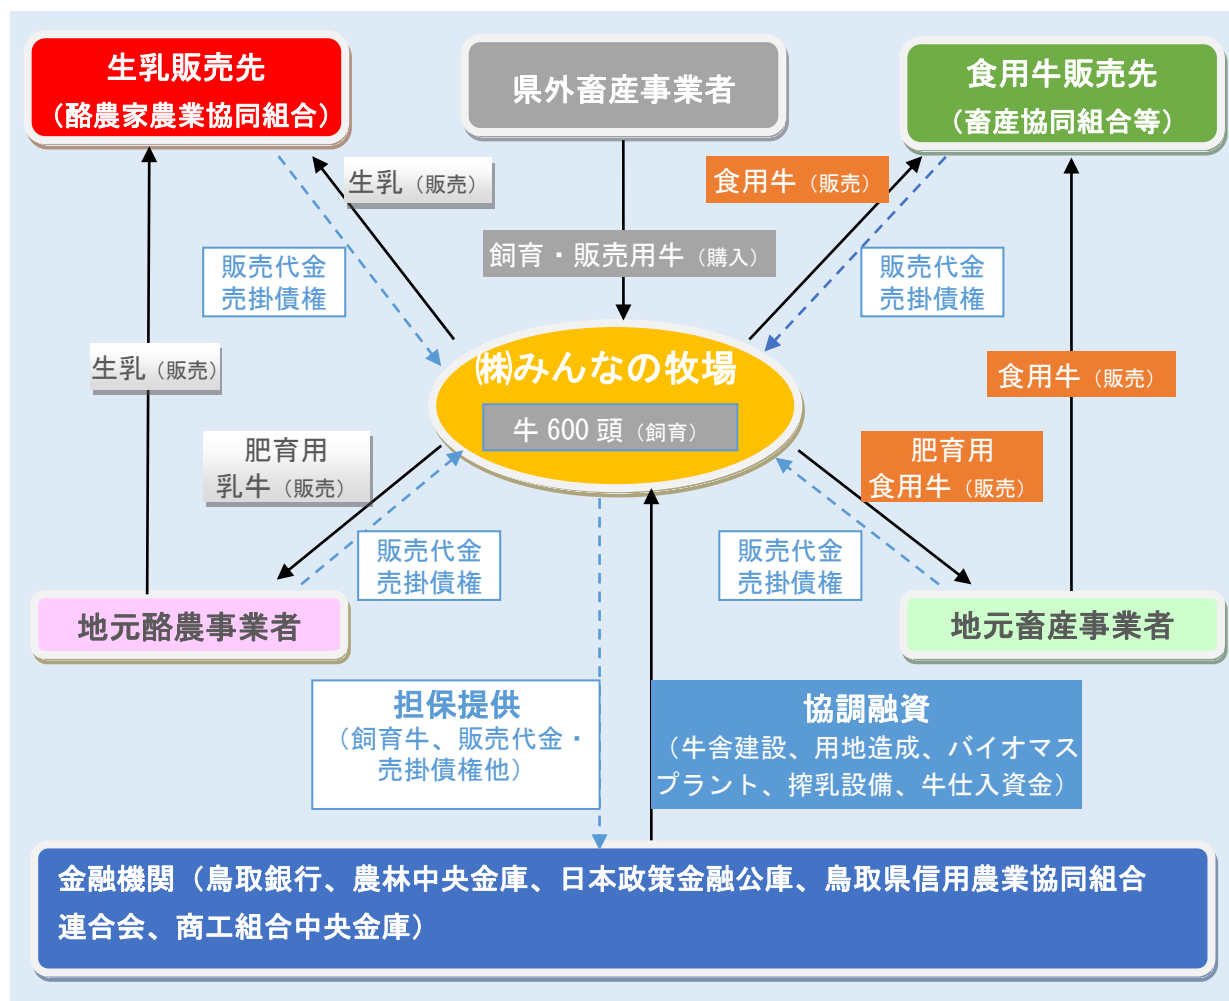 生乳販売先
（酪農家農業協同組合）
県外畜産事業者
食用牛販売先
（畜産協同組合等）
生乳（販売）
食用牛（販売）
飼育・販売用牛（購入）
販売代金
売掛債権
販売代金
売掛債権
生乳（販売）
㈱みんなの牧場
食用牛（販売）
牛600頭（飼育）
肥育用
乳牛（販売）
肥育用
食用牛（販売）
販売代金
売掛債権
販売代金
売掛債権
地元酪農事業者
地元畜産事業者
担保提供
（飼育牛、販売代金・
売掛債権他）
協調融資
（牛舎建設、用地造成、バイオマス
プラント、搾乳設備、牛仕入資金）
金融機関（鳥取銀行、農林中央金庫、日本政策金融公庫、鳥取県信用農業協同組合
連合会、商工組合中央金庫）